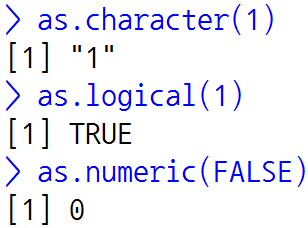 > as.character(1)
[1] "1"
> as.logical(1)
[1] TRUE
> as.numeric(FALSE)
[1] 0